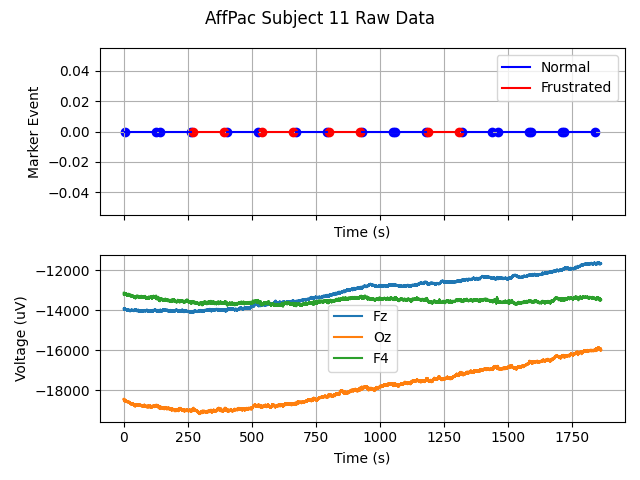 AffPac Subject 11 Raw Data
Marker Event
0.04
0.02
0.00
−0.02
−0.04
Normal
Frustrated
Time (s)
Voltage (uV)
−12000
−14000
−16000
−18000
Fz
Oz
F4
0 250 500 750 1000 1250 1500 1750
Time (s)